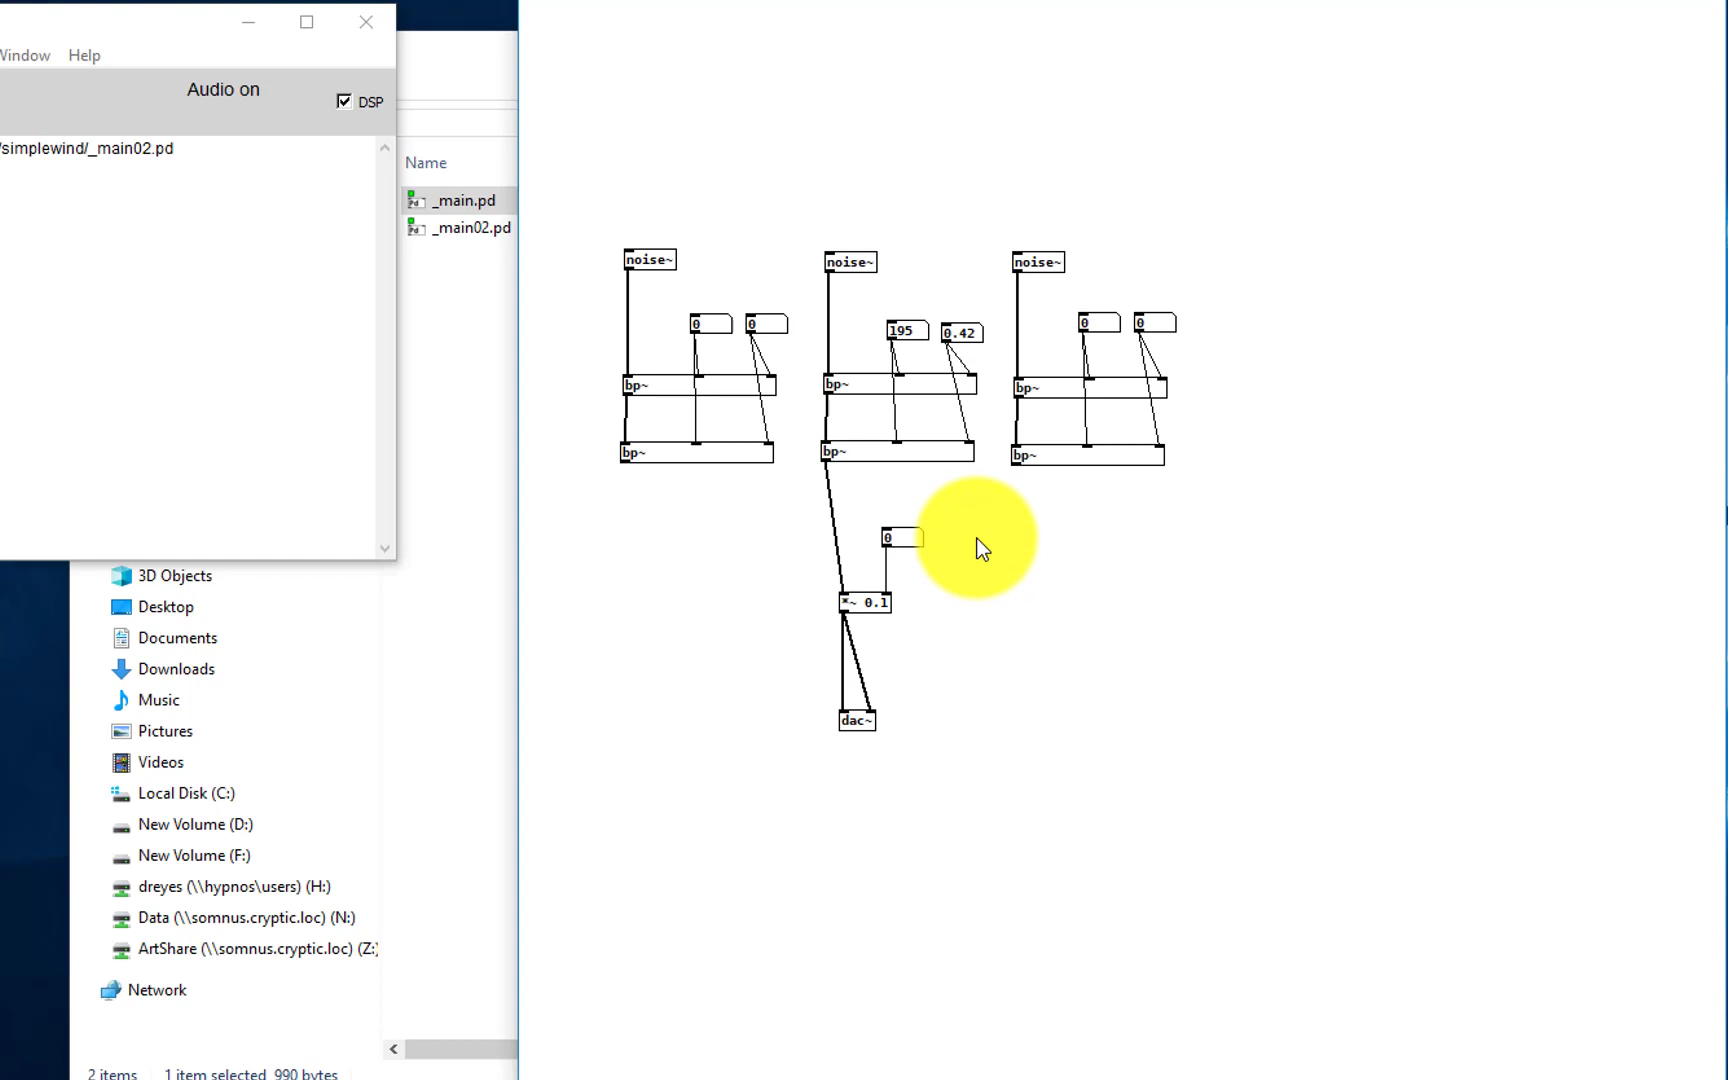 Window Help
Audio on
DSP
/simplewind/_main02.pd
Name
_main.pd
_main02.pd
3D Objects
Desktop
Documents
Downloads
Music
Pictures
Videos
Local Disk (C:)
New Volume (D:)
New Volume (F:)
dreyes (\\hypnos\users) (H:)
Data (\\somnus.cryptic.loc) (N:)
ArtShare (\\somnus.cryptic.loc) (Z:)
Network
2 items 1 item selected 990 bytes
noise~ noise~ noise~
0 0 195 0.42 0 0
bp~ bp~ bp~
bp~ bp~ bp~
0
*~ 0.1
dac~